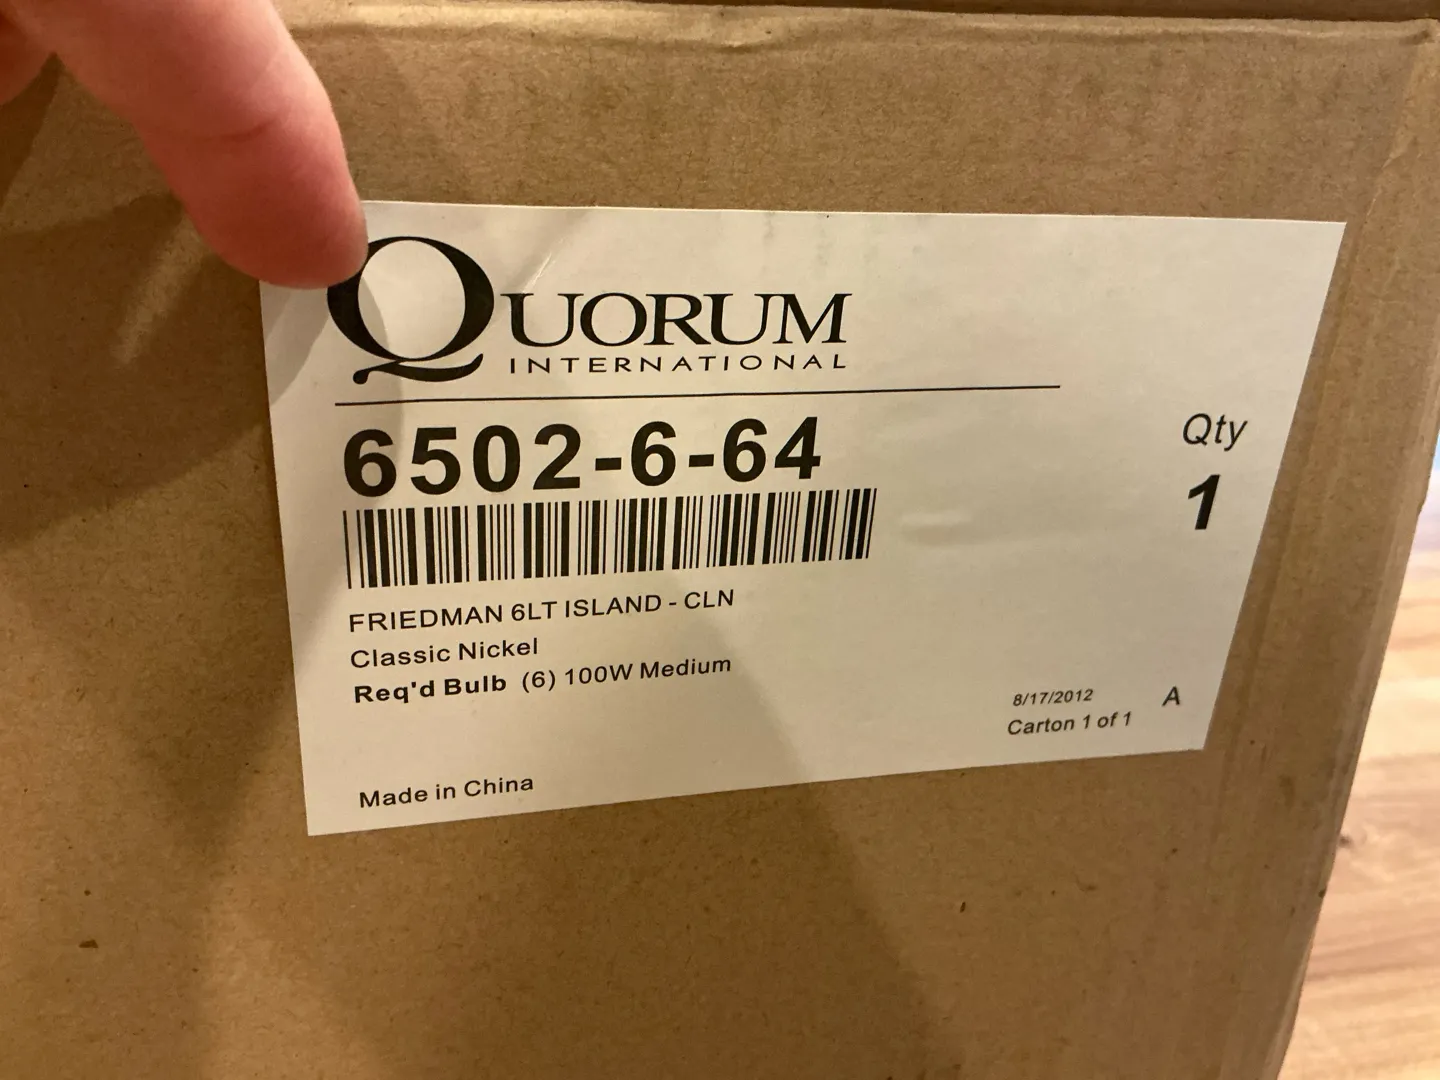 QUORUM
INTERNATIONAL
6502-6-64
Qty
1
FRIEDMAN 6LT ISLAND - CLN
Classic Nickel
Req'd Bulb (6) 100W Medium
8/17/2012 A
Carton 1 of 1
Made in China